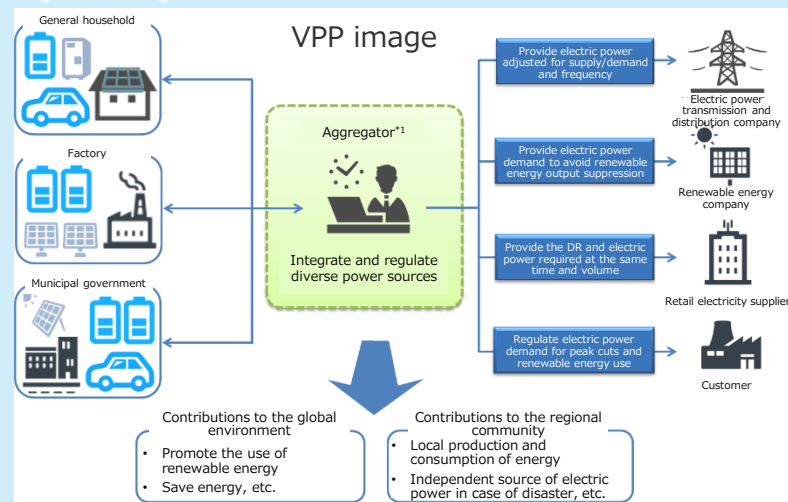 VPP image
General household
Factory
Municipal government
Aggregator*1
Integrate and regulate
diverse power sources
Provide electric power
adjusted for supply/demand
and frequency
Electric power
transmission and
distribution company
Provide electric power
demand to avoid renewable
energy output suppression
Renewable energy
company
Provide the DR and electric
power required at the same
time and volume
Retail electricity supplier
Regulate electric power
demand for peak cuts and
renewable energy use
Customer
Contributions to the global
environment
• Promote the use of
renewable energy
• Save energy, etc.
Contributions to the regional
community
• Local production and
consumption of energy
• Independent source of electric
power in case of disaster, etc.